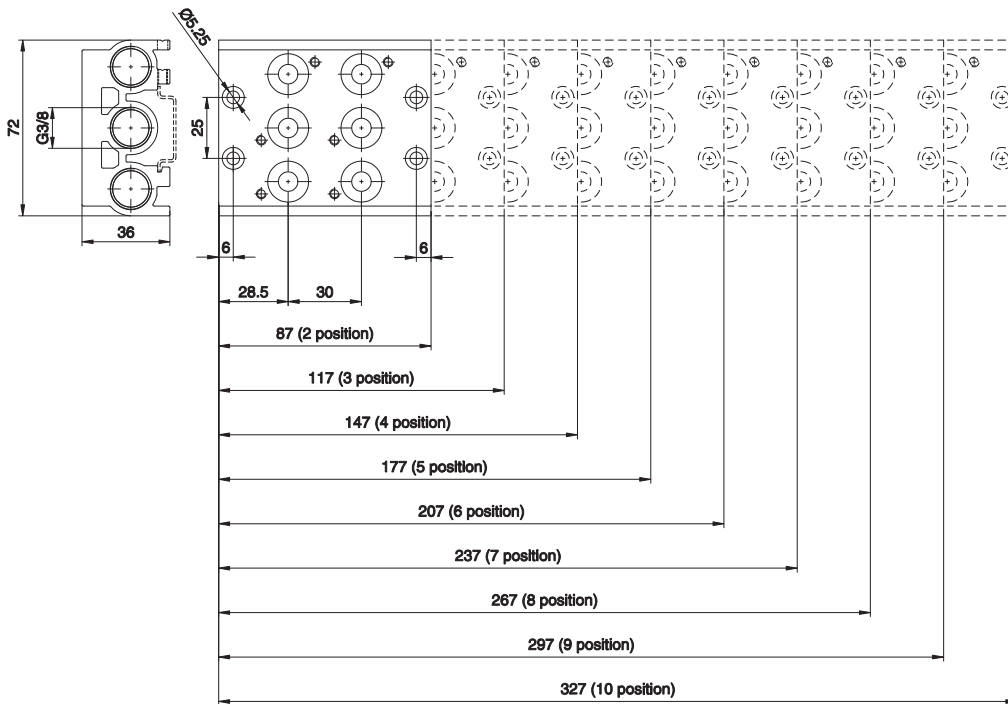 Ø5.25
72
G3/8
25
36
6
6
28.5
30
87 (2 position)
117 (3 position)
147 (4 position)
177 (5 position)
207 (6 position)
237 (7 position)
267 (8 position)
297 (9 position)
327 (10 position)